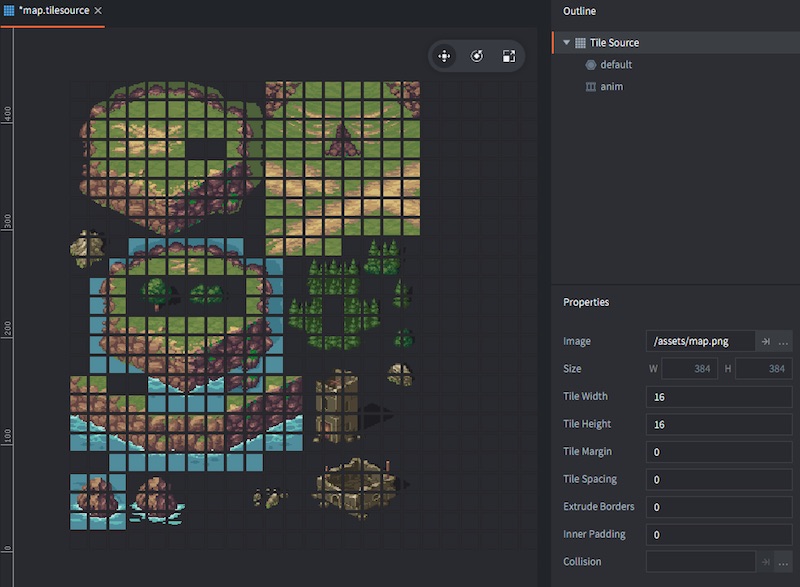 *map.tilesource ×
Outline
Tile Source
default
anim
400
300
200
100
0
Properties
Image /assets/map.png ...
Size W 384 H 384
Tile Width 16
Tile Height 16
Tile Margin 0
Tile Spacing 0
Extrude Borders 0
Inner Padding 0
Collision ...